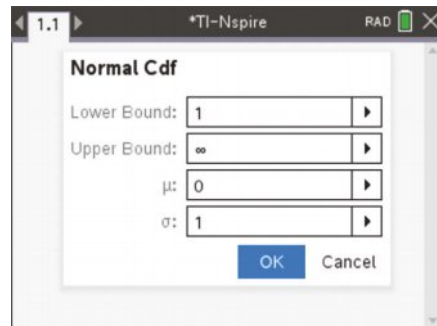 1.1 *TI-Nspire RAD
Normal Cdf
Lower Bound: 1
Upper Bound: ∞
μ: 0
σ: 1
OK Cancel